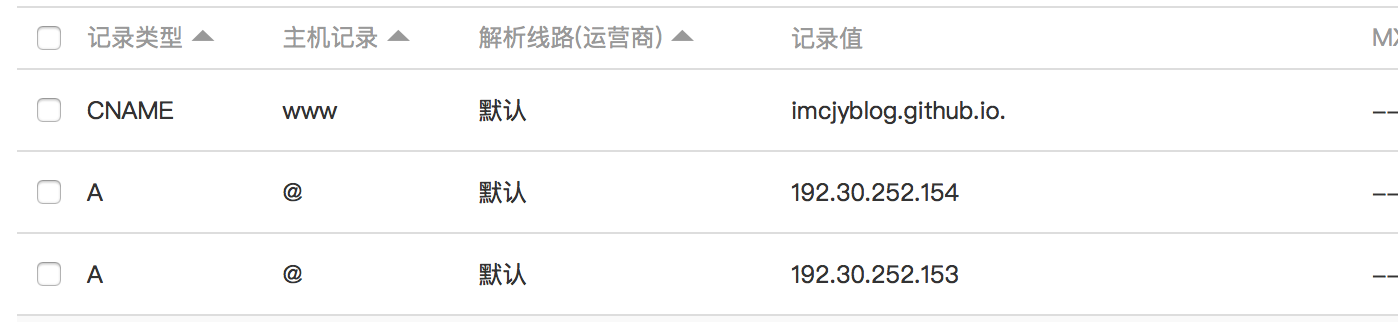 记录类型 主机记录 解析线路(运营商) 记录值 MX
CNAME www 默认 imcjyblog.github.io. --
A @ 默认 192.30.252.154 --
A @ 默认 192.30.252.153 --